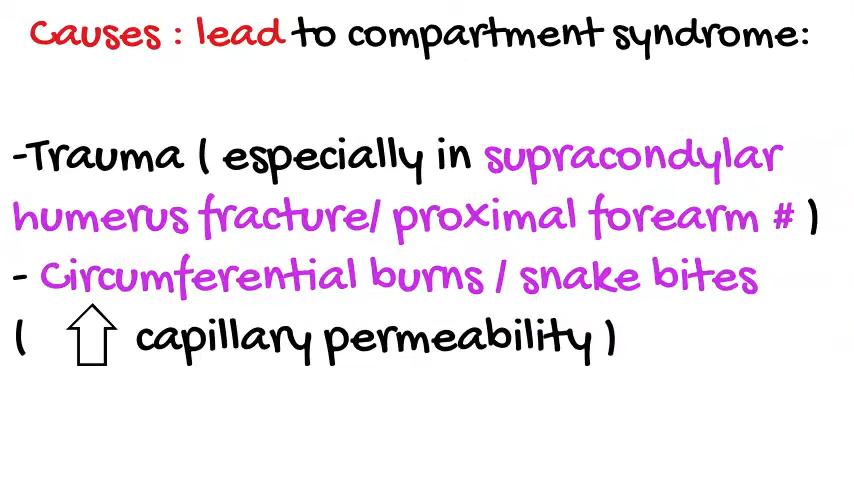 Causes : lead to compartment syndrome:
-Trauma ( especially in supracondylar
humerus fracture/ proximal forearm # )
- Circumferential burns / snake bites
( ⇧ capillary permeability )